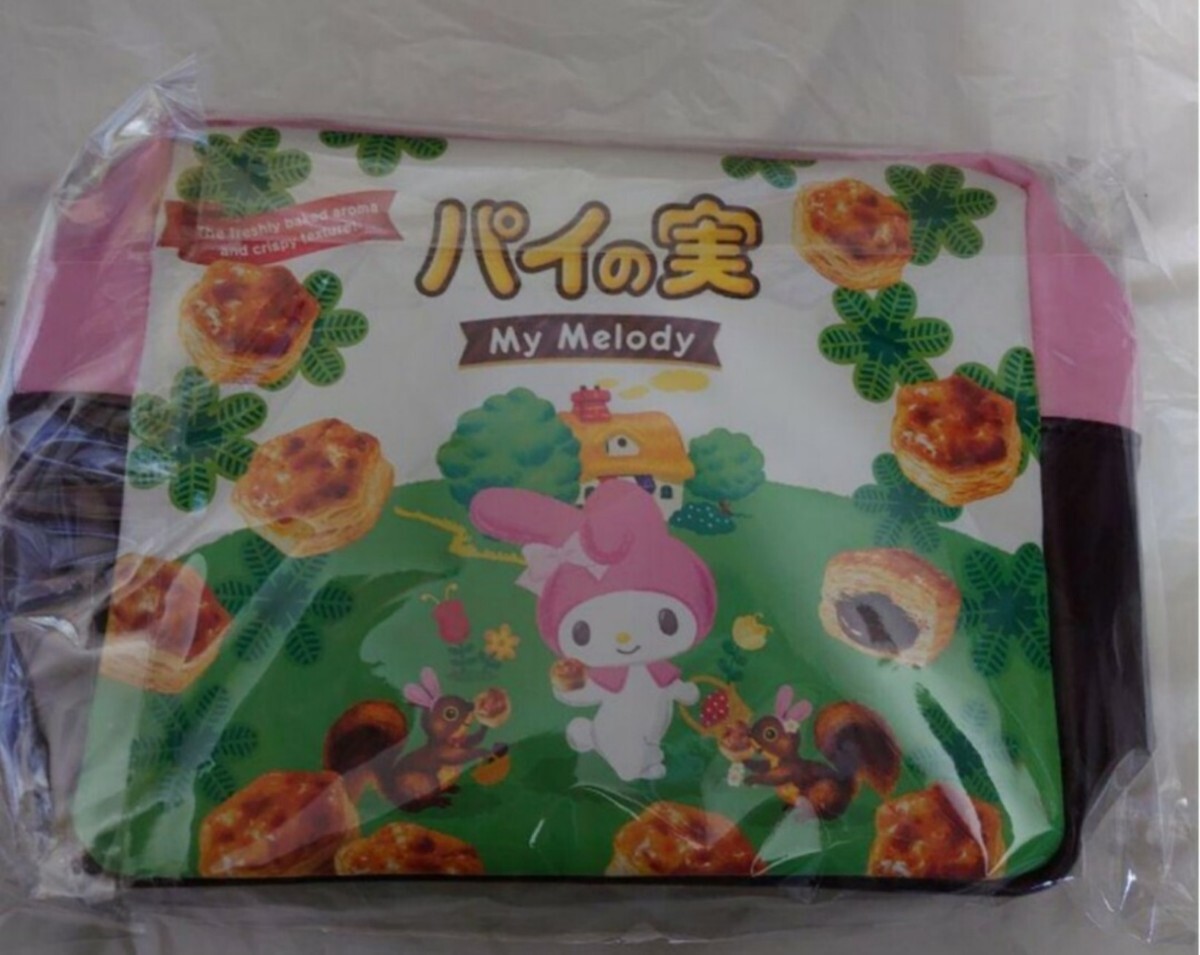 The freshly baked aroma
and crispy texture!...
パイの実
My Melody